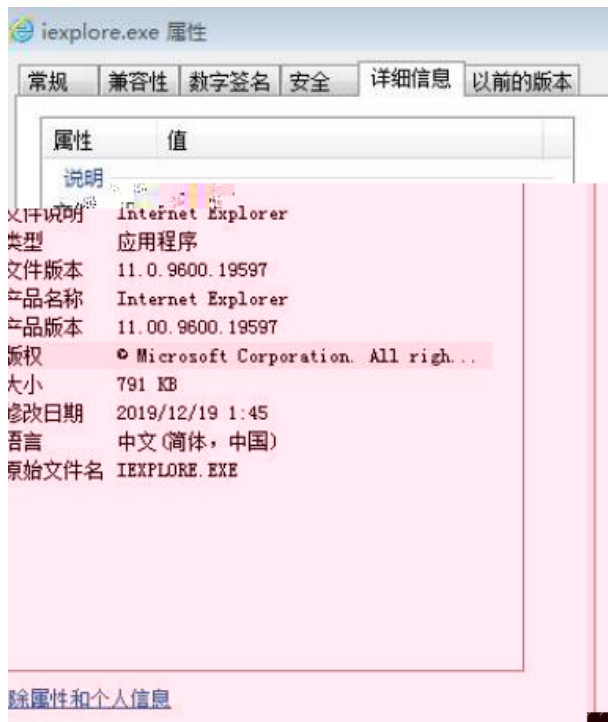 iexplore.exe 属性
常规 兼容性 数字签名 安全 详细信息 以前的版本
属性 值
说明
文件说明 Internet Explorer
类型 应用程序
文件版本 11.0.9600.19597
产品名称 Internet Explorer
产品版本 11.00.9600.19597
版权 © Microsoft Corporation. All righ...
大小 791 KB
修改日期 2019/12/19 1:45
语言 中文(简体，中国)
原始文件名 IEXPLORE.EXE
除属性和个人信息